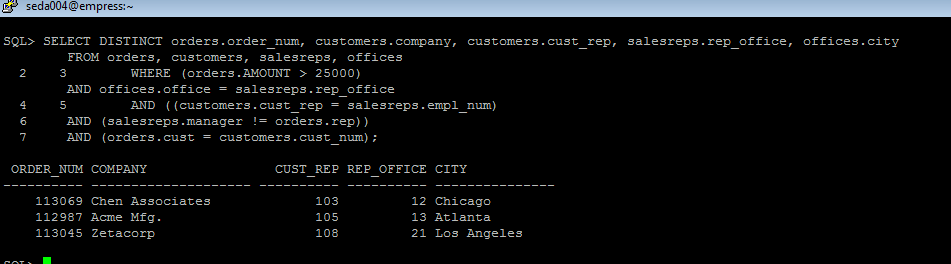 seda004@empress:~
SQL> SELECT DISTINCT orders.order_num, customers.company, customers.cust_rep, salesreps.rep_office, offices.city
FROM orders, customers, salesreps, offices
2 3 WHERE (orders.AMOUNT > 25000)
AND offices.office = salesreps.rep_office
4 5 AND ((customers.cust_rep = salesreps.empl_num)
6 AND (salesreps.manager != orders.rep))
7 AND (orders.cust = customers.cust_num);
ORDER_NUM COMPANY CUST_REP REP_OFFICE CITY
---------- -------------------- ---------- ---------- ---------------
113069 Chen Associates 103 12 Chicago
112987 Acme Mfg. 105 13 Atlanta
113045 Zetacorp 108 21 Los Angeles
SQL>